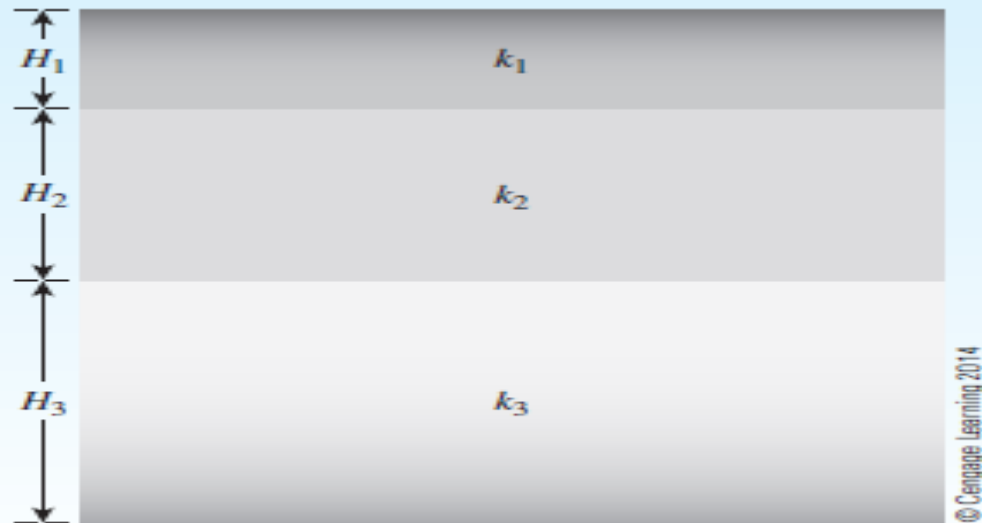 H₁
k₁
H₂
k₂
H₃
k₃
© Cengage Learning 2014